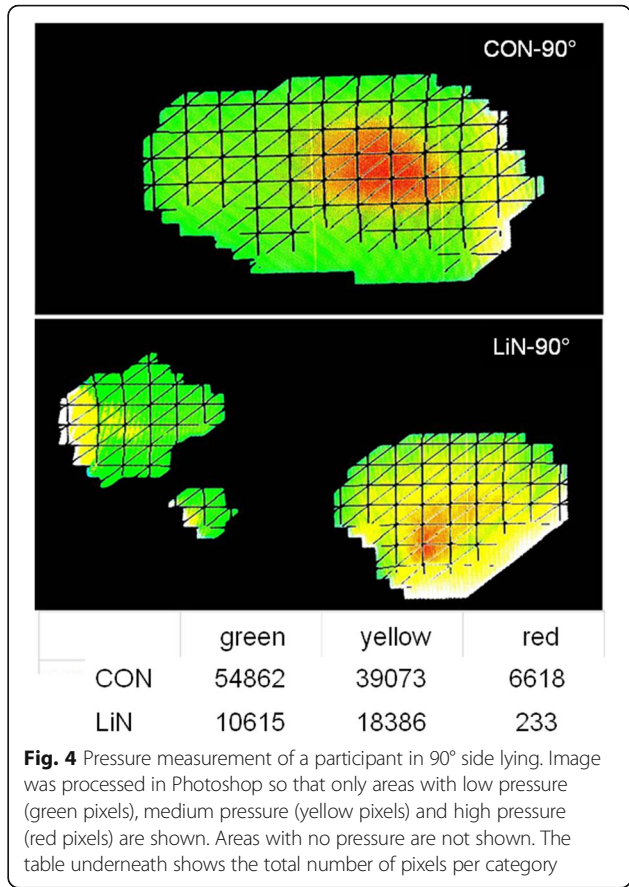 CON-90°
LiN-90°
green yellow red
CON 54862 39073 6618
LiN 10615 18386 233
Fig. 4 Pressure measurement of a participant in 90° side lying. Image
was processed in Photoshop so that only areas with low pressure
(green pixels), medium pressure (yellow pixels) and high pressure
(red pixels) are shown. Areas with no pressure are not shown. The
table underneath shows the total number of pixels per category